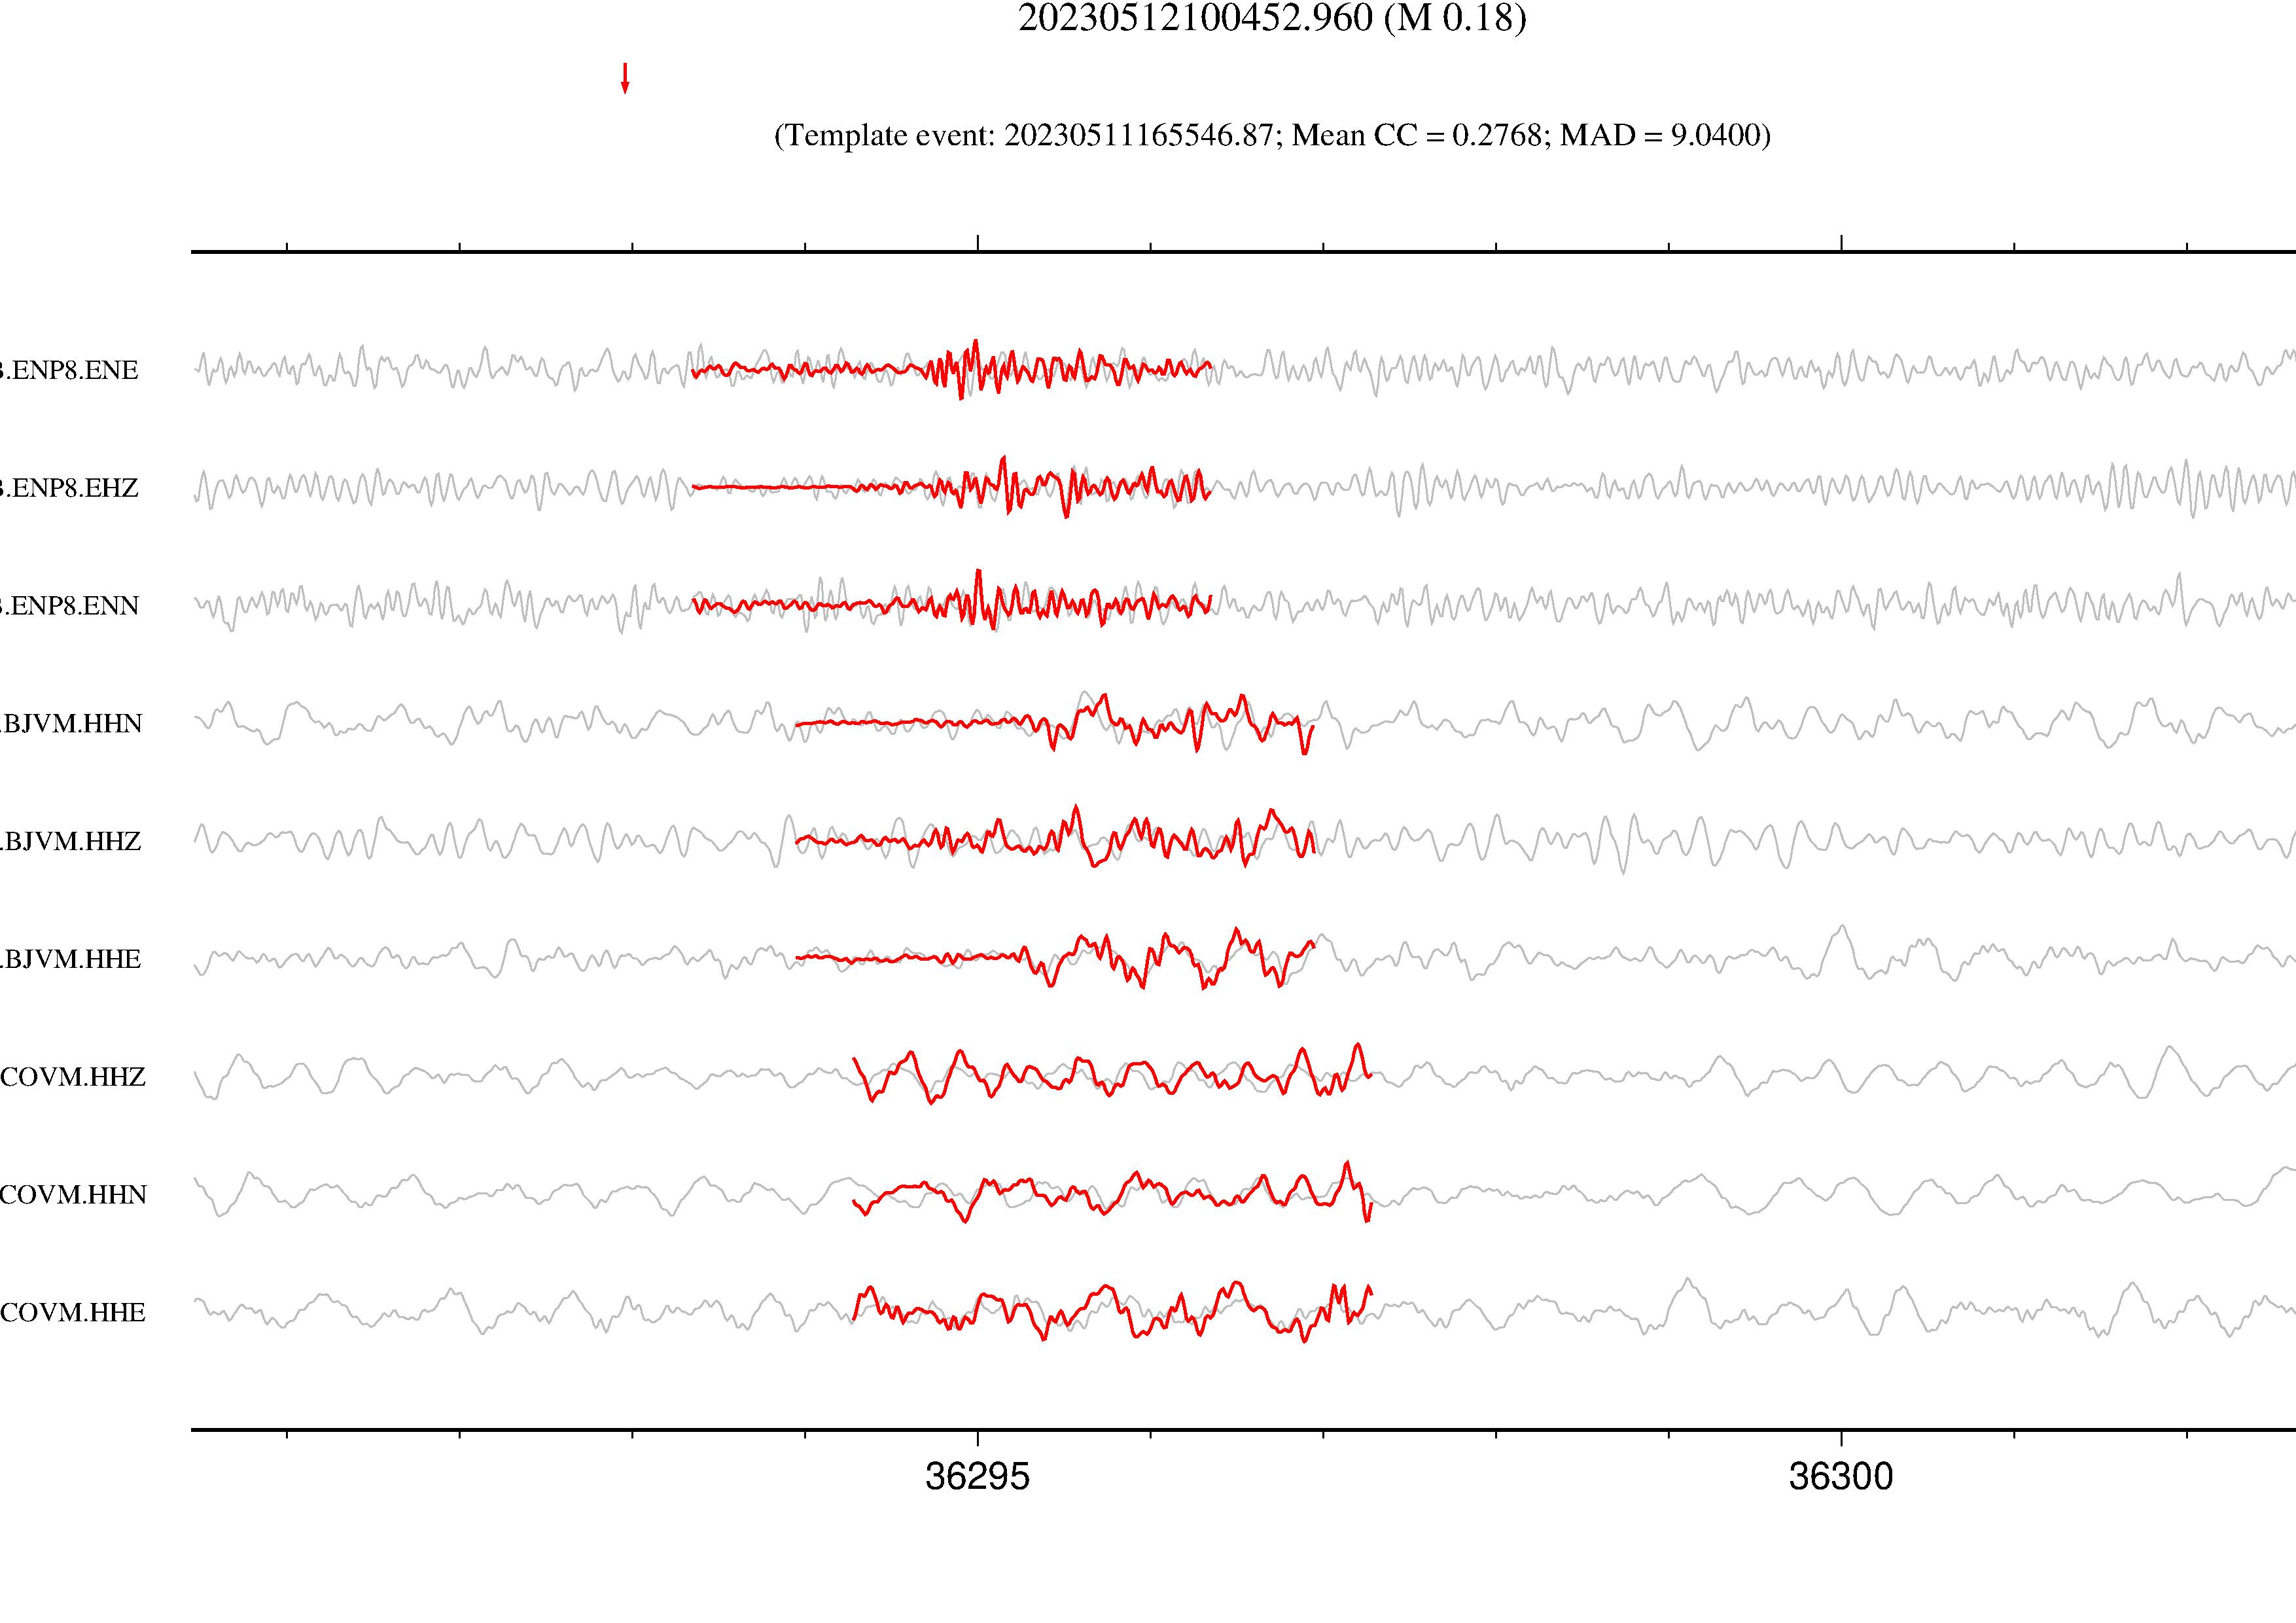 20230512100452.960 (M 0.18)
(Template event: 20230511165546.87; Mean CC = 0.2768; MAD = 9.0400)
.ENP8.ENE
.ENP8.EHZ
.ENP8.ENN
.BJVM.HHN
.BJVM.HHZ
.BJVM.HHE
COVM.HHZ
COVM.HHN
COVM.HHE
36295 36300